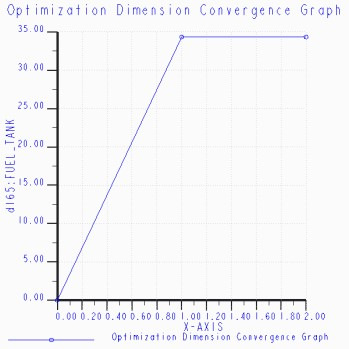 Optimization Dimension Convergence Graph
35.00
30.00
25.00
20.00
15.00
10.00
5.00
0.00
d165:FUEL_TANK
0.00 0.20 0.40 0.60 0.80 1.00 1.20 1.40 1.60 1.80 2.00
X-AXIS
Optimization Dimension Convergence Graph